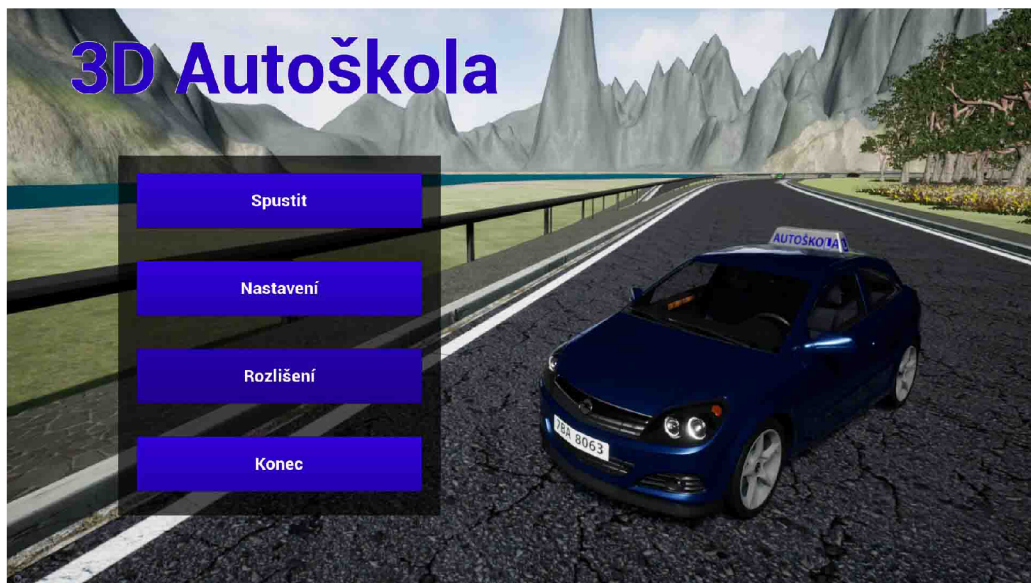 3D Autoškola
Spustit
Nastavení
Rozlišení
Konec
AUTOŠKOLA
7BA 8063